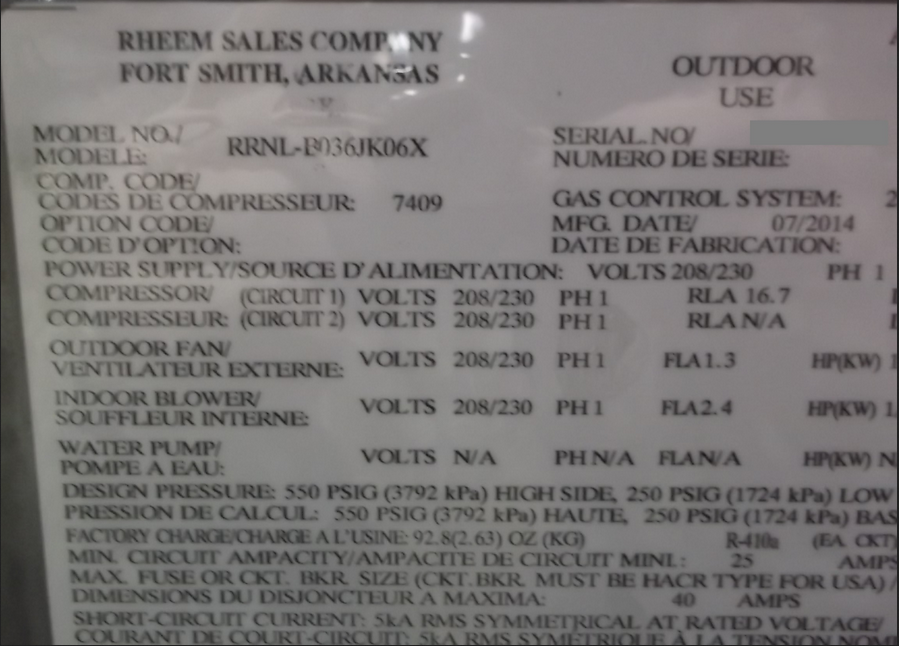 RHEEM SALES COMPANY
FORT SMITH, ARKANSAS
OUTDOOR
USE
MODEL NO./
MODELE: RRNL-B036JK06X
SERIAL NO/
NUMERO DE SERIE:
COMP. CODE/
CODES DE COMPRESSEUR: 7409
GAS CONTROL SYSTEM: 2
OPTION CODE/
CODE D'OPTION:
MFG. DATE/ 07/2014
DATE DE FABRICATION:
POWER SUPPLY/SOURCE D'ALIMENTATION: VOLTS 208/230 PH 1
COMPRESSOR/ (CIRCUIT 1) VOLTS 208/230 PH 1 RLA 16.7
COMPRESSEUR: (CIRCUIT 2) VOLTS 208/230 PH 1 RLA N/A
OUTDOOR FAN/
VENTILATEUR EXTERNE: VOLTS 208/230 PH 1 FLA 1.3 HP(KW) 1
INDOOR BLOWER/
SOUFFLEUR INTERNE: VOLTS 208/230 PH 1 FLA 2.4 HP(KW) 1
WATER PUMP/
POMPE A EAU: VOLTS N/A PH N/A FLA N/A HP(KW) N
DESIGN PRESSURE: 550 PSIG (3792 kPa) HIGH SIDE, 250 PSIG (1724 kPa) LOW
PRESSION DE CALCUL: 550 PSIG (3792 kPa) HAUTE, 250 PSIG (1724 kPa) BAS
FACTORY CHARGE/CHARGE A L'USINE: 92.8(2.63) OZ (KG) R-410a (EA. CKT)
MIN. CIRCUIT AMPACITY/AMPACITE DE CIRCUIT MINI.: 25 AMPS
MAX. FUSE OR CKT. BKR. SIZE (CKT.BKR. MUST BE HACR TYPE FOR USA) /
DIMENSIONS DU DISJONCTEUR A MAXIMA: 40 AMPS
SHORT-CIRCUIT CURRENT: 5kA RMS SYMMETRICAL AT RATED VOLTAGE/
COURANT DE COURT-CIRCUIT: 5kA RMS SYMETRIQUE À LA TENSION NOM